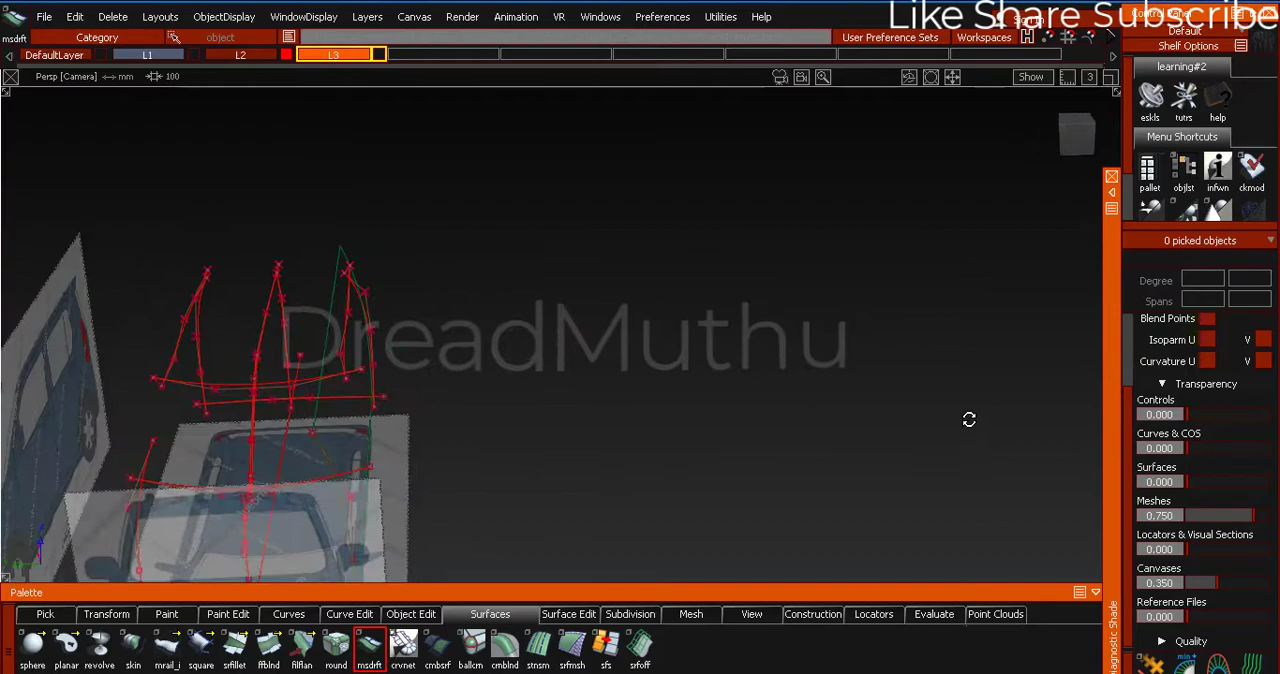 File Edit Delete Layouts ObjectDisplay WindowDisplay Layers Canvas Render Animation VR Windows Preferences Utilities Help
Like Share Subscribe
msdrft Category object User Preference Sets Workspaces
Default
DefaultLayer L1 L2 L3
Shelf Options
Persp [Camera] mm 100 Show 3
learning#2
eskls tutrs help
Menu Shortcuts
pallet objlst infwn ckmod
0 picked objects
Degree
Spans
Blend Points
Isoparm U V
Curvature U V
DreadMuthu
Transparency
Controls
0.000
Curves & COS
0.000
Surfaces
0.000
Meshes
0.750
Locators & Visual Sections
0.000
Canvases
0.350
Reference Files
0.000
Quality
Diagnostic Shade
Palette
Pick Transform Paint Paint Edit Curves Curve Edit Object Edit Surfaces Surface Edit Subdivision Mesh View Construction Locators Evaluate Point Clouds
sphere planar revolve skin mrail_i square srfillet ffblnd filflan round msdrft crvnet cmbsrf ballcrn crnblnd stnsrn srfmsh sfs srfoff